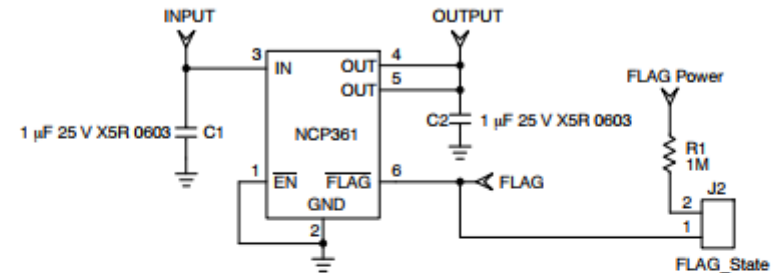 INPUT
OUTPUT
3
IN
OUT
4
OUT
5
FLAG Power
1 µF 25 V X5R 0603
C1
NCP361
C2
1 µF 25 V X5R 0603
R1
1M
1
EN
FLAG
6
FLAG
J2
2
GND
2
1
FLAG_State